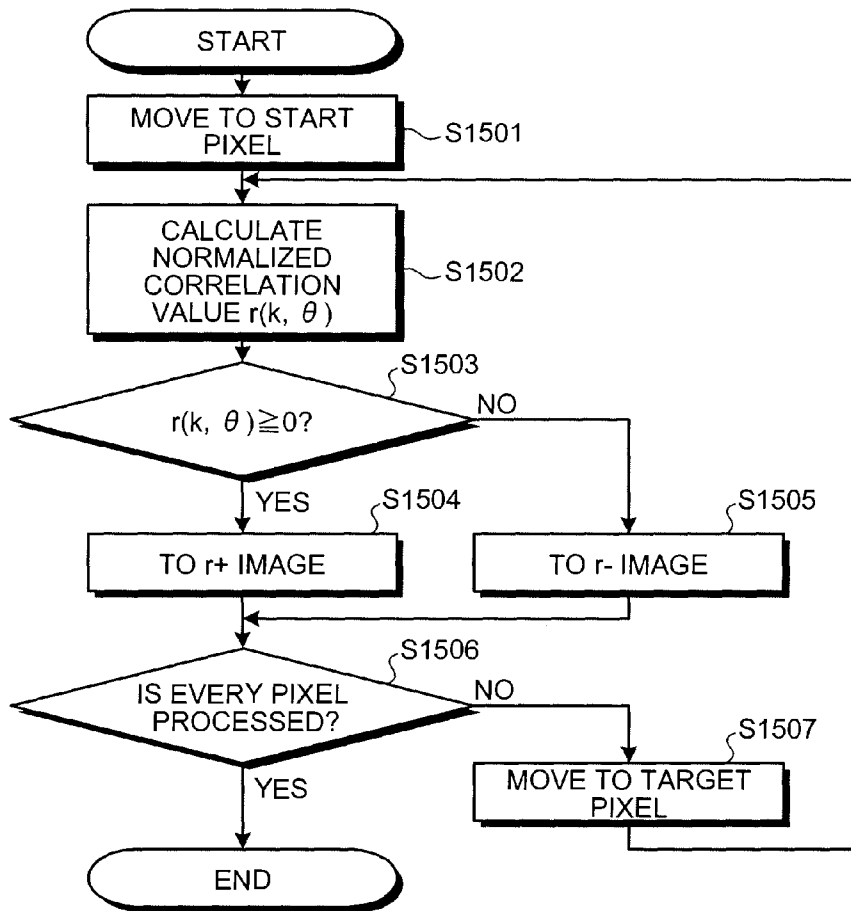 START
MOVE TO START
PIXEL
S1501
CALCULATE
NORMALIZED
CORRELATION
VALUE r(k, θ)
S1502
S1503
r(k, θ)≧0?
NO
YES
S1504
S1505
TO r+ IMAGE
TO r- IMAGE
S1506
IS EVERY PIXEL
PROCESSED?
NO
YES
S1507
MOVE TO TARGET
PIXEL
END